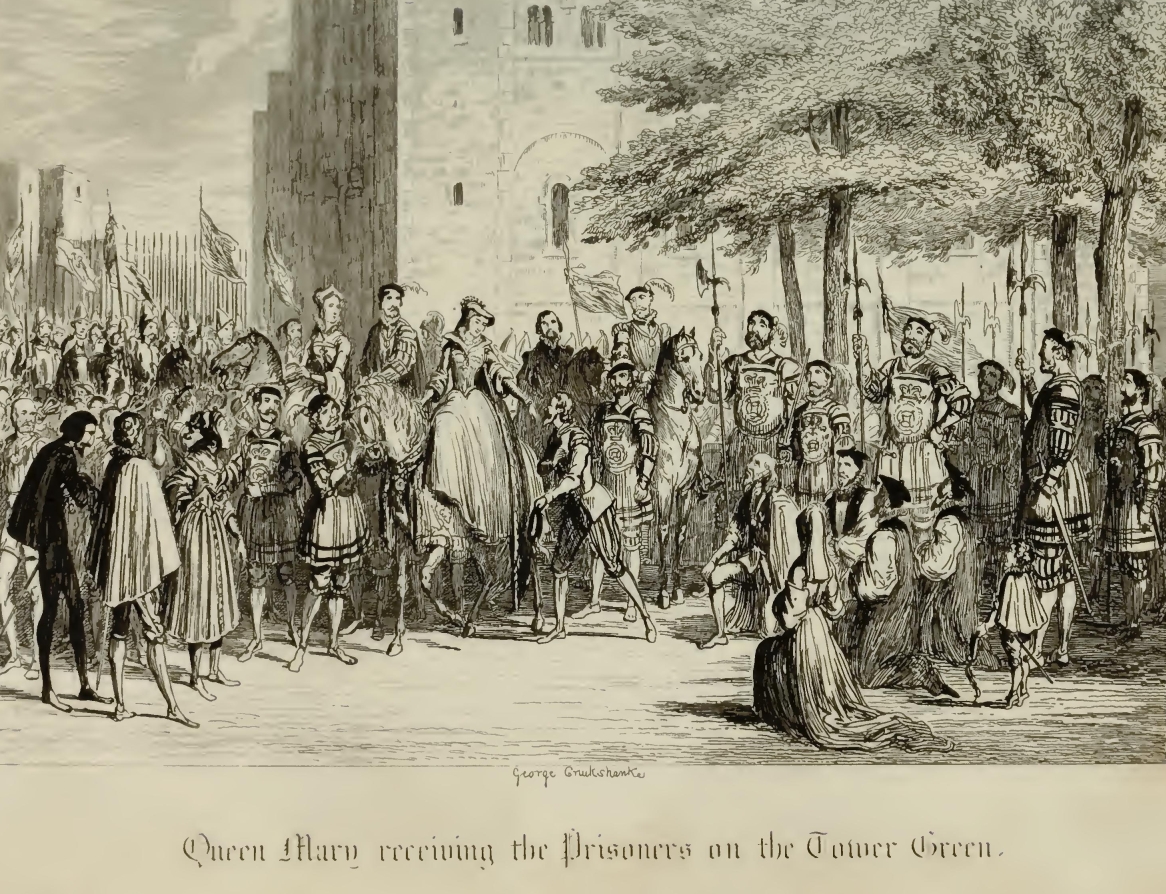 George Cruikshank
Queen Mary receiving the Prisoners on the Tower Green.